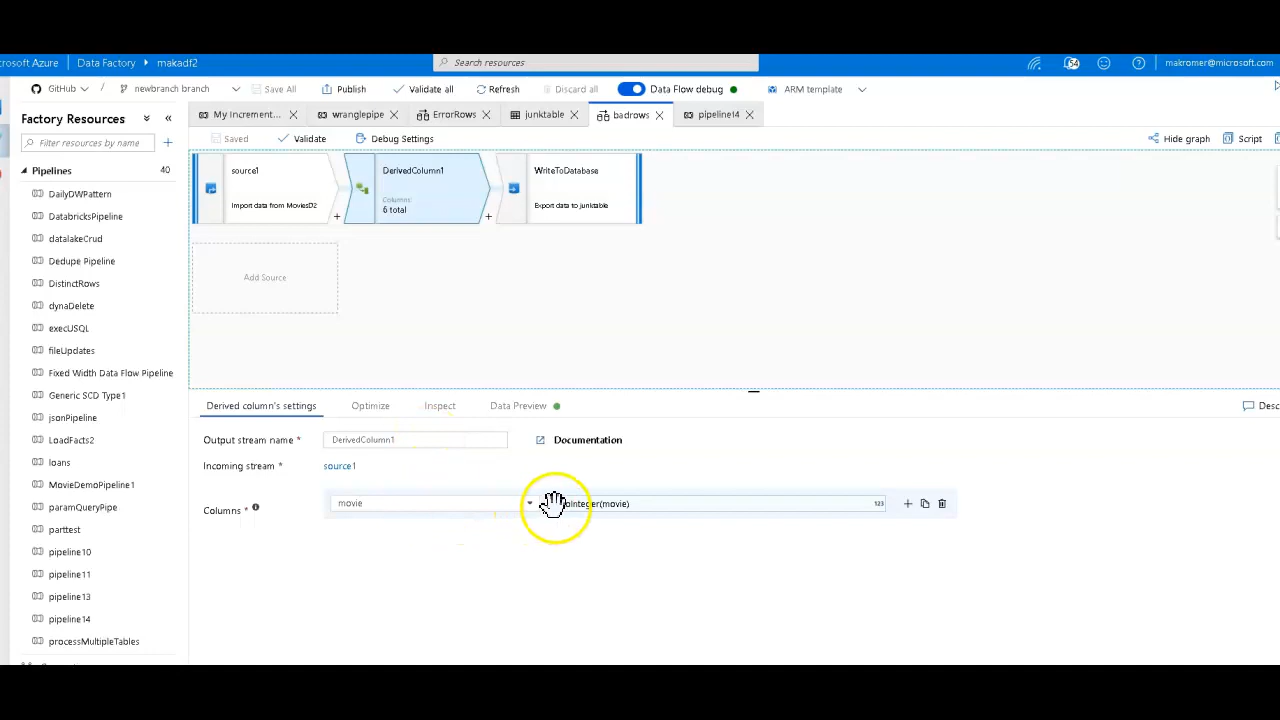 crosoft Azure
Data Factory
makadf2
Search resources
54
makromer@microsoft.com
GitHub
newbranch branch
Save All
Publish
Validate all
Refresh
Discard all
Data Flow debug
ARM template
Factory Resources
My Increment...
wranglepipe
ErrorRows
junktable
badrows
pipeline14
Filter resources by name
Saved
Validate
Debug Settings
Hide graph
Script
Pipelines
40
DailyDWPattern
DatabricksPipeline
datalakeCrud
Dedupe Pipeline
DistinctRows
dynaDelete
execUSQL
fileUpdates
Fixed Width Data Flow Pipeline
Generic SCD Type1
jsonPipeline
LoadFacts2
loans
MovieDemoPipeline1
paramQueryPipe
parttest
pipeline10
pipeline11
pipeline13
pipeline14
processMultipleTables
source1
Import data from MoviesD2
DerivedColumn1
Columns:
6 total
WriteToDatabase
Export data to junktable
Add Source
Derived column's settings
Optimize
Inspect
Data Preview
Desc
Output stream name *
DerivedColumn1
Documentation
Incoming stream *
source1
Columns *
movie
oInteger(movie)
123